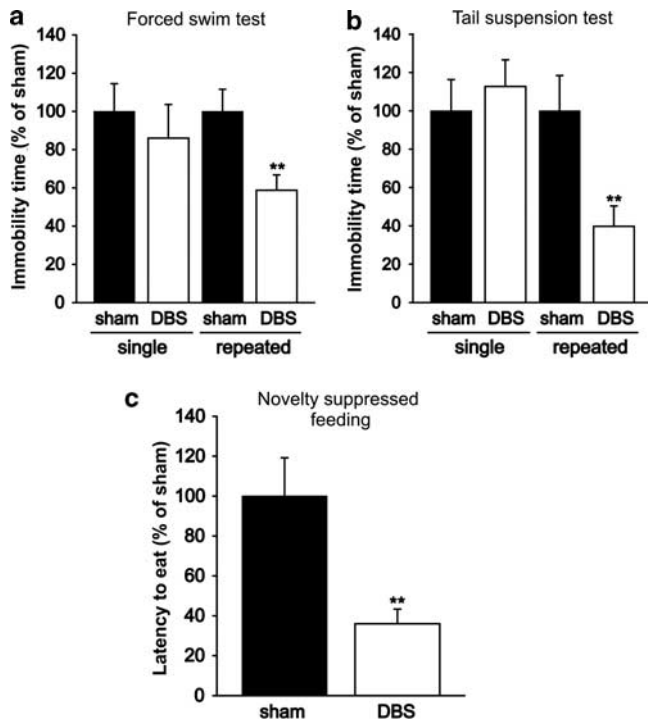 a
Forced swim test
Immobility time (% of sham)
140
120
100
80
60
40
20
0
**
sham DBS sham DBS
single repeated
b
Tail suspension test
Immobility time (% of sham)
140
120
100
80
60
40
20
0
**
sham DBS sham DBS
single repeated
c
Novelty suppressed
feeding
Latency to eat (% of sham)
140
120
100
80
60
40
20
0
**
sham DBS